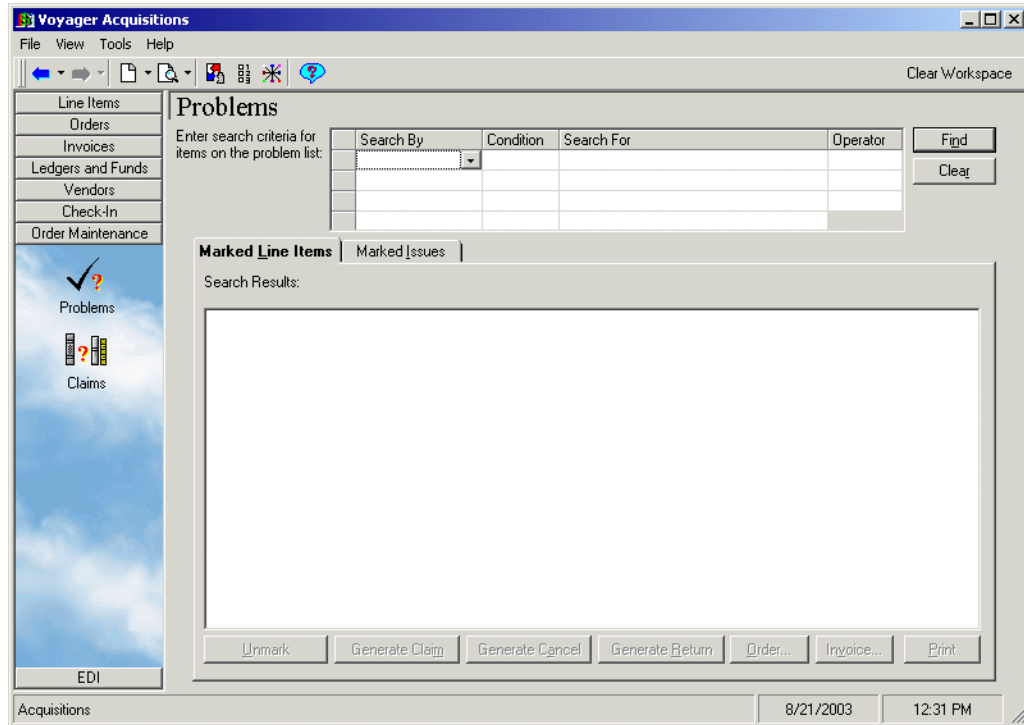 Voyager Acquisitions
File View Tools Help
Clear Workspace
Line Items
Orders
Invoices
Ledgers and Funds
Vendors
Check-In
Order Maintenance
Problems
Claims
EDI
Problems
Enter search criteria for
items on the problem list:
Search By Condition Search For Operator
Find
Clear
Marked Line Items Marked Issues
Search Results:
Unmark Generate Claim Generate Cancel Generate Return Order... Invoice... Print
Acquisitions 8/21/2003 12:31 PM